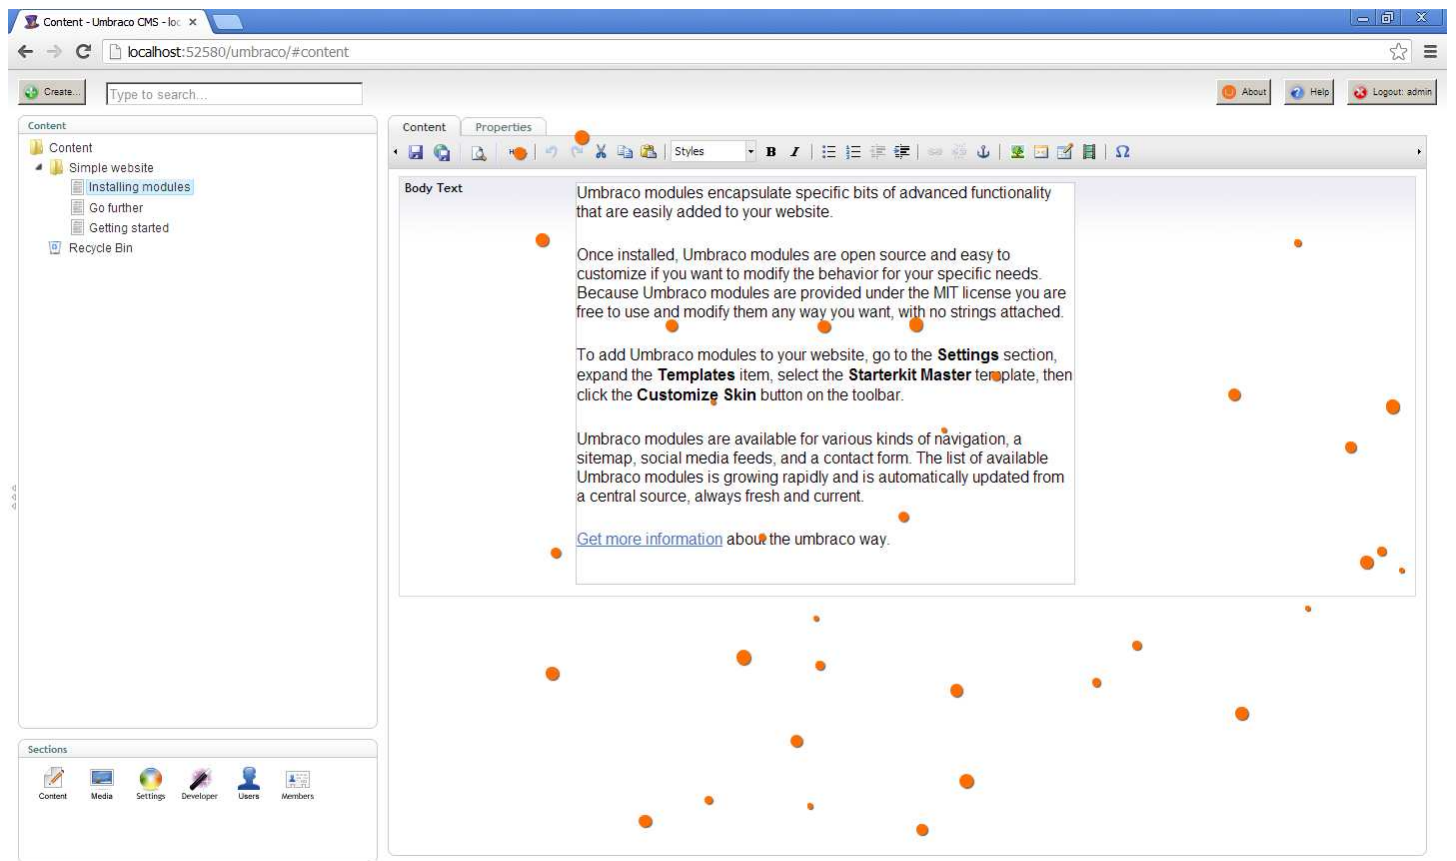 Content - Umbraco CMS - loc
localhost:52580/umbraco/#content
Create...
Type to search...
About
Help
Logout: admin
Content
Content
Simple website
Installing modules
Go further
Getting started
Recycle Bin
Sections
Content
Media
Settings
Developer
Users
Members
Content
Properties
Styles
B
I
Ω
Body Text
Umbraco modules encapsulate specific bits of advanced functionality
that are easily added to your website.
Once installed, Umbraco modules are open source and easy to
customize if you want to modify the behavior for your specific needs.
Because Umbraco modules are provided under the MIT license you are
free to use and modify them any way you want, with no strings attached.
To add Umbraco modules to your website, go to the Settings section,
expand the Templates item, select the Starterkit Master template, then
click the Customize Skin button on the toolbar.
Umbraco modules are available for various kinds of navigation, a
sitemap, social media feeds, and a contact form. The list of available
Umbraco modules is growing rapidly and is automatically updated from
a central source, always fresh and current.
Get more information about the umbraco way.